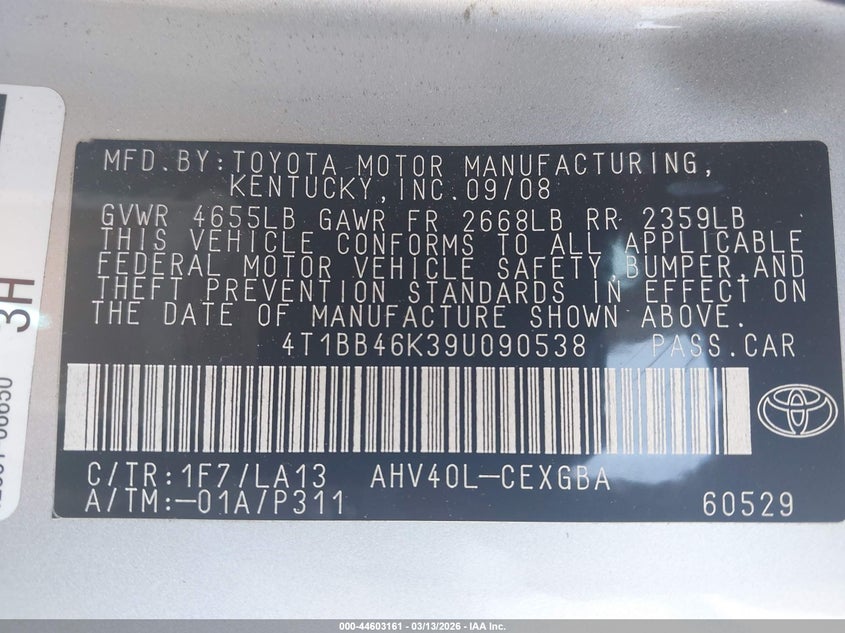 MFD.BY:TOYOTA MOTOR MANUFACTURING,
KENTUCKY,INC.09/08
GVWR 4655LB GAWR FR 2668LB RR 2359LB
THIS VEHICLE CONFORMS TO ALL APPLICABLE
FEDERAL MOTOR VEHICLE SAFETY,BUMPER,AND
THEFT PREVENTION STANDARDS IN EFFECT ON
THE DATE OF MANUFACTURE SHOWN ABOVE.
4T1BB46K39U090538 PASS.CAR
C/TR:1F7/LA13 AHV40L-CEXGBA
A/TM:-01A/P311 60529
3H
000-44603161 - 03/13/2026 - IAA Inc.